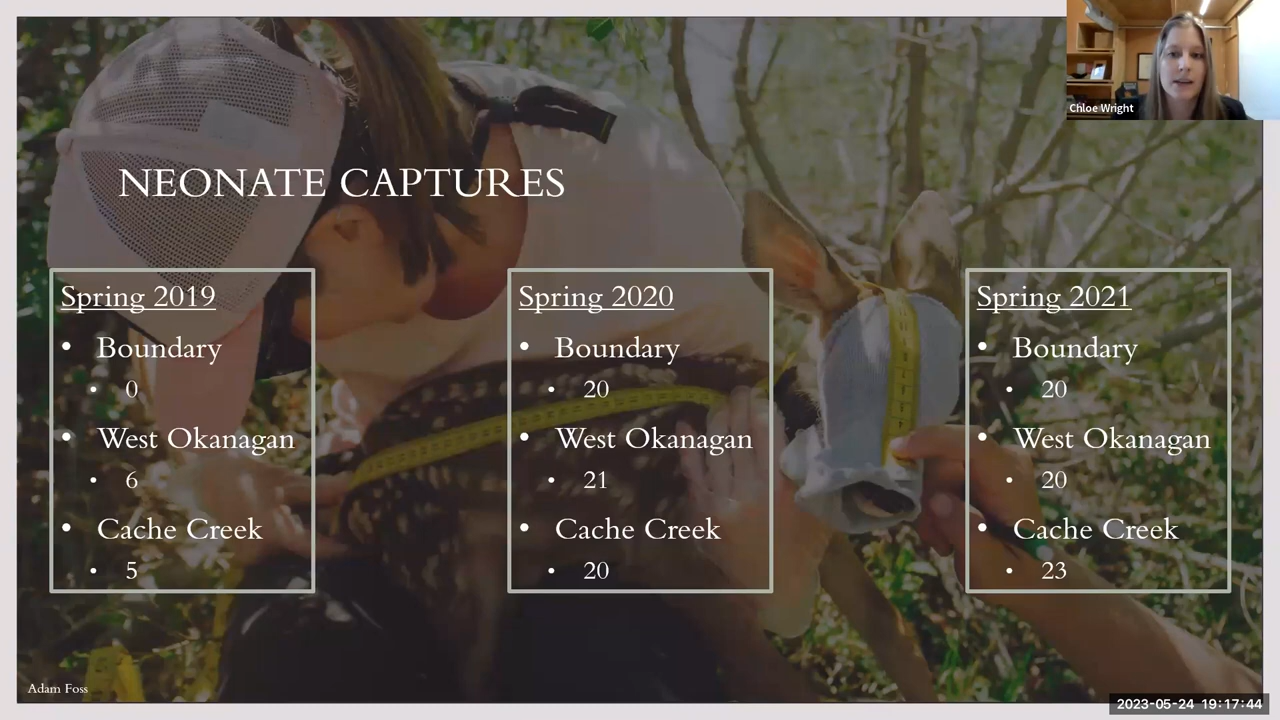 Chloe Wright
NEONATE CAPTURES
Spring 2019
• Boundary
• 0
• West Okanagan
• 6
• Cache Creek
• 5
Spring 2020
• Boundary
• 20
• West Okanagan
• 21
• Cache Creek
• 20
Spring 2021
• Boundary
• 20
• West Okanagan
• 20
• Cache Creek
• 23
Adam Foss
2023-05-24 19:17:44